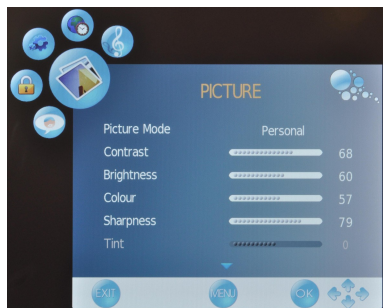 PICTURE
Picture Mode Personal
Contrast 68
Brightness 60
Colour 57
Sharpness 79
Tint 0
EXIT MENU OK